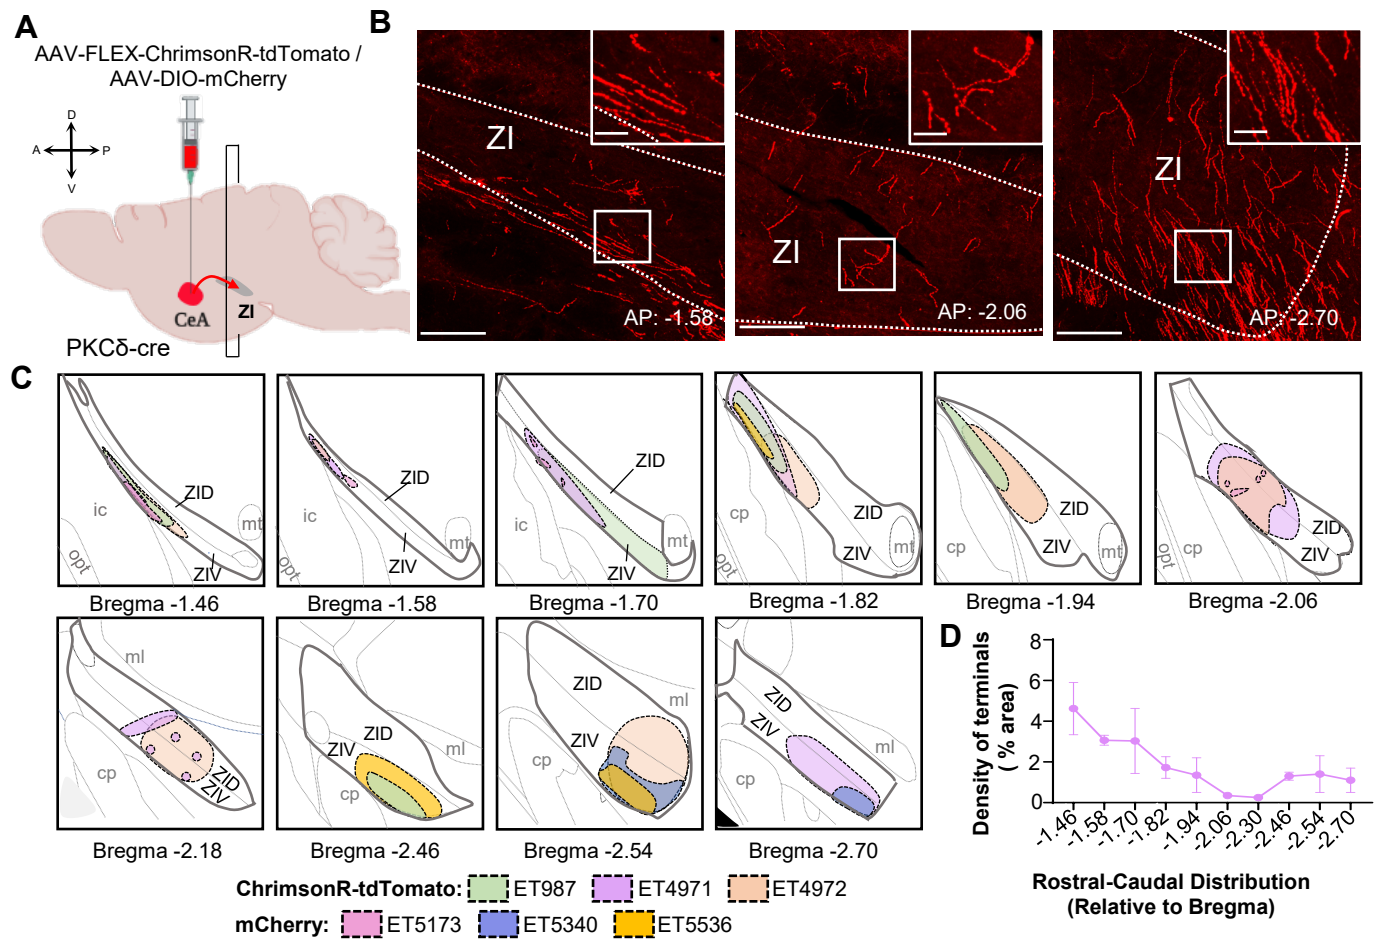 A
AAV-FLEX-ChrimsonR-tdTomato /
AAV-DIO-mCherry
D
A
P
V
CeA
ZI
PKCδ-cre
B
ZI
AP: -1.58
ZI
AP: -2.06
ZI
AP: -2.70
C
ZID
ic
mt
opt
ZIV
Bregma -1.46
ZID
ic
mt
opt
ZIV
Bregma -1.58
ZID
ic
mt
ZIV
Bregma -1.70
cp
ZID
ZIV
mt
opt
Bregma -1.82
ZID
cp
ZIV
mt
Bregma -1.94
ZID
opt
cp
ZIV
Bregma -2.06
ml
cp
ZID
ZIV
Bregma -2.18
ZID
ZIV
ml
cp
Bregma -2.46
ZID
ml
ZIV
cp
Bregma -2.54
ZID
ZIV
ml
cp
Bregma -2.70
D
Density of terminals
( % area)
8
6
4
2
0
-1.46
-1.58
-1.70
-1.82
-1.94
-2.06
-2.30
-2.46
-2.54
-2.70
Rostral-Caudal Distribution
(Relative to Bregma)
ChrimsonR-tdTomato: ET987 ET4971 ET4972
mCherry: ET5173 ET5340 ET5536